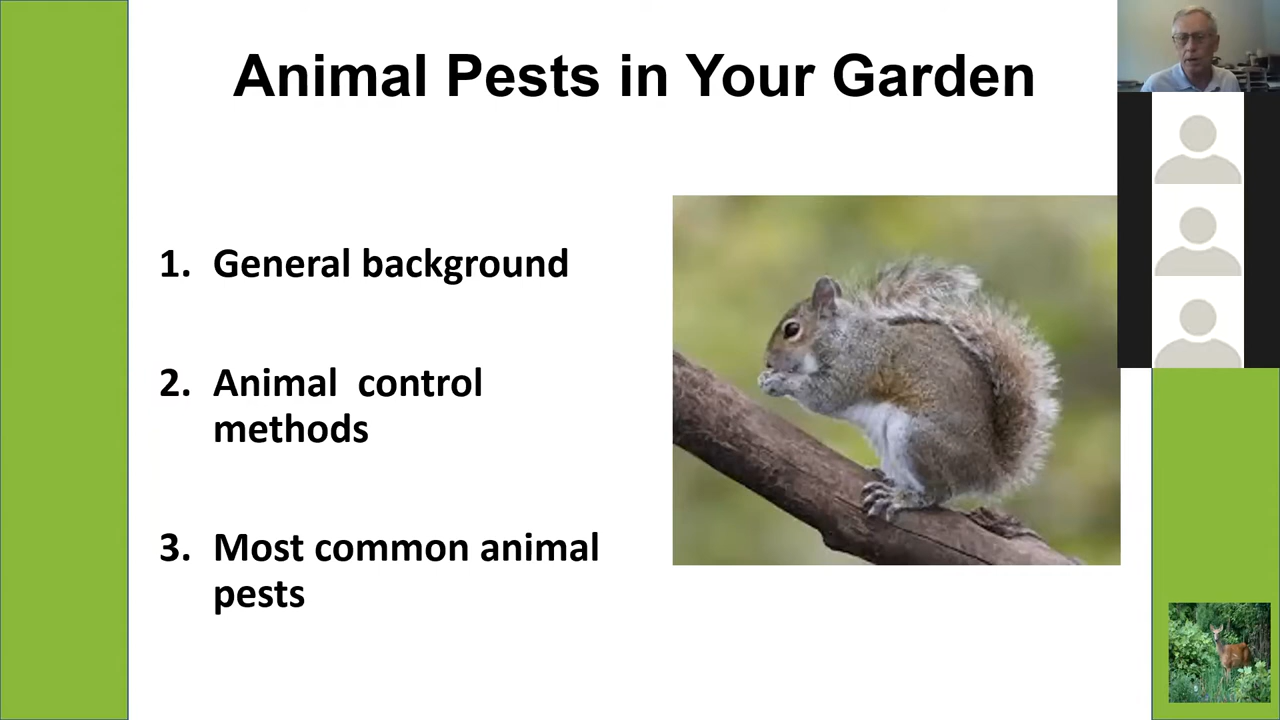 Animal Pests in Your Garden
1. General background
2. Animal control
methods
3. Most common animal
pests